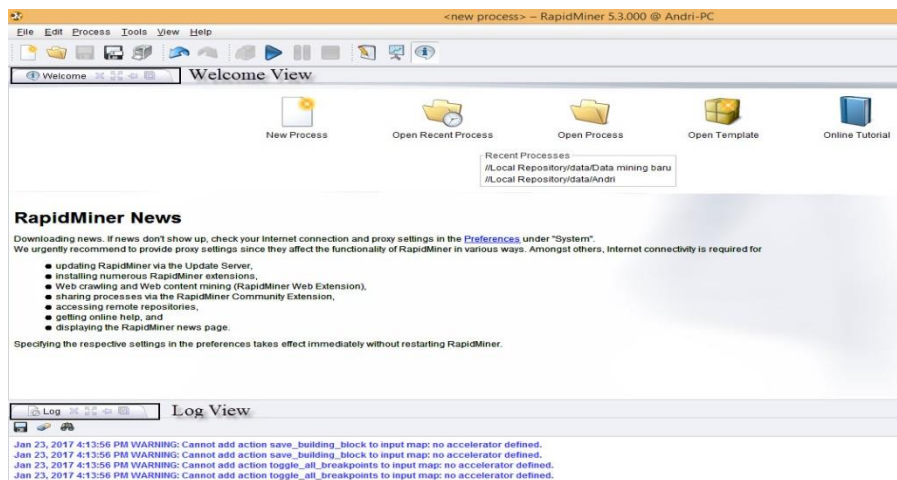 <new process> – RapidMiner 5.3.000 @ Andri-PC
File Edit Process Tools View Help
Welcome Welcome View
New Process Open Recent Process Open Process Open Template Online Tutorial
Recent Processes
//Local Repository/data/Data mining baru
//Local Repository/data/Andri
RapidMiner News
Downloading news. If news don't show up, check your Internet connection and proxy settings in the Preferences under "System".
We urgently recommend to provide proxy settings since they affect the functionality of RapidMiner in various ways. Amongst others, Internet connectivity is required for
● updating RapidMiner via the Update Server,
● installing numerous RapidMiner extensions,
● Web crawling and Web content mining (RapidMiner Web Extension),
● sharing processes via the RapidMiner Community Extension,
● accessing remote repositories,
● getting online help, and
● displaying the RapidMiner news page.
Specifying the respective settings in the preferences takes effect immediately without restarting RapidMiner.
Log Log View
Jan 23, 2017 4:13:56 PM WARNING: Cannot add action save_building_block to input map: no accelerator defined.
Jan 23, 2017 4:13:56 PM WARNING: Cannot add action save_building_block to input map: no accelerator defined.
Jan 23, 2017 4:13:56 PM WARNING: Cannot add action toggle_all_breakpoints to input map: no accelerator defined.
Jan 23, 2017 4:13:56 PM WARNING: Cannot add action toggle_all_breakpoints to input map: no accelerator defined.